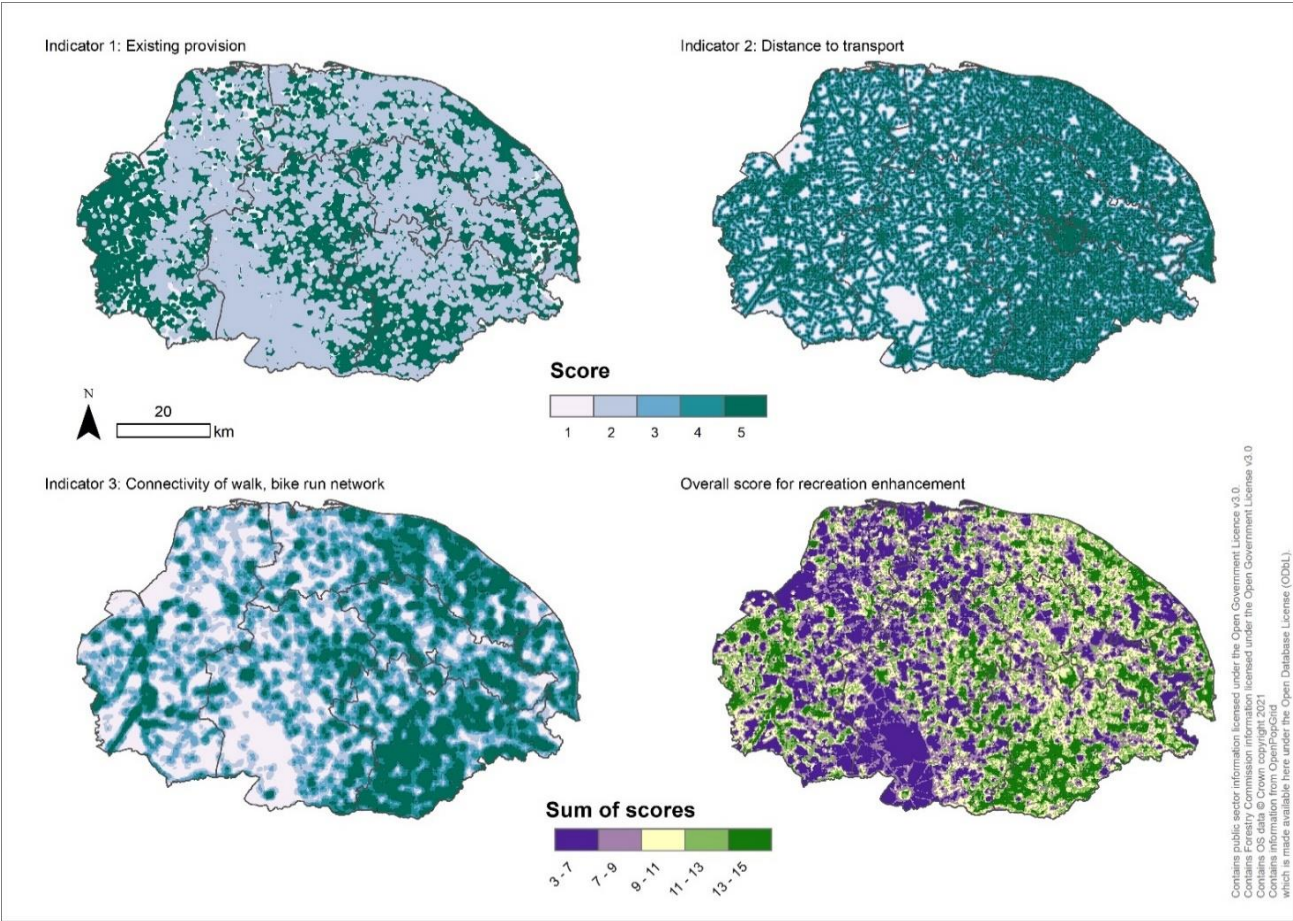 Indicator 1: Existing provision
Indicator 2: Distance to transport
Score
1 2 3 4 5
N
20
km
Indicator 3: Connectivity of walk, bike run network
Overall score for recreation enhancement
Sum of scores
3 - 7
7 - 9
9 - 11
11 - 13
13 - 15
Contains public sector information licensed under the Open Government Licence v3.0.
Contains Forestry Commission information licensed under the Open Government License v3.0
Contains OS data © Crown copyright 2021
Contains information from OpenPopGrid
which is made available here under the Open Database License (ODbL).